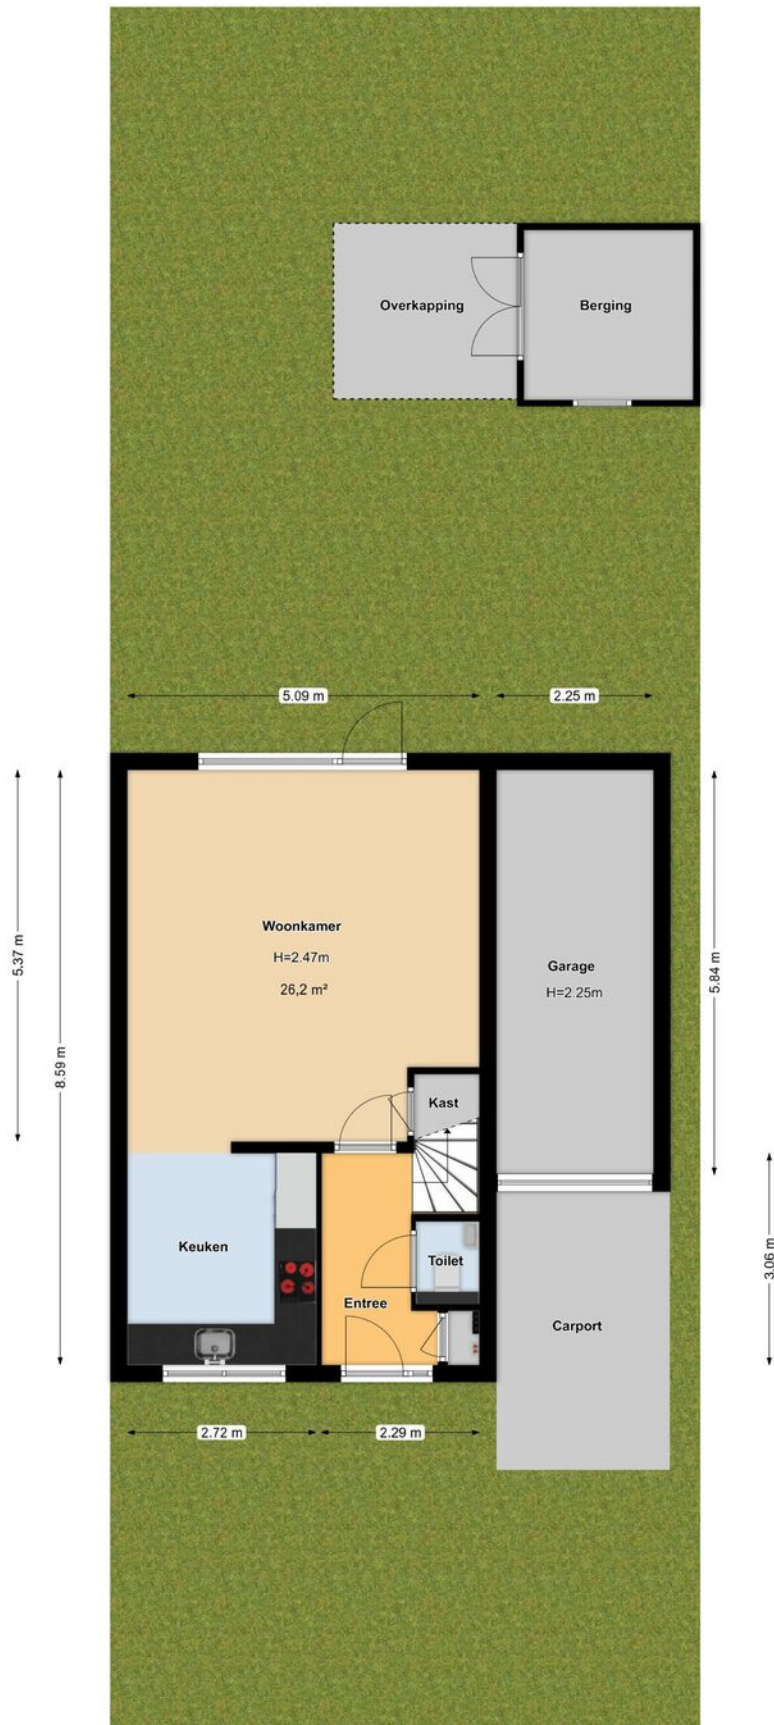 Overkapping
Berging
5.09 m
2.25 m
Woonkamer
H=2.47m
26,2 m²
Garage
H=2.25m
5.37 m
8.59 m
5.84 m
Kast
Keuken
Toilet
Entree
Carport
3.06 m
2.72 m
2.29 m